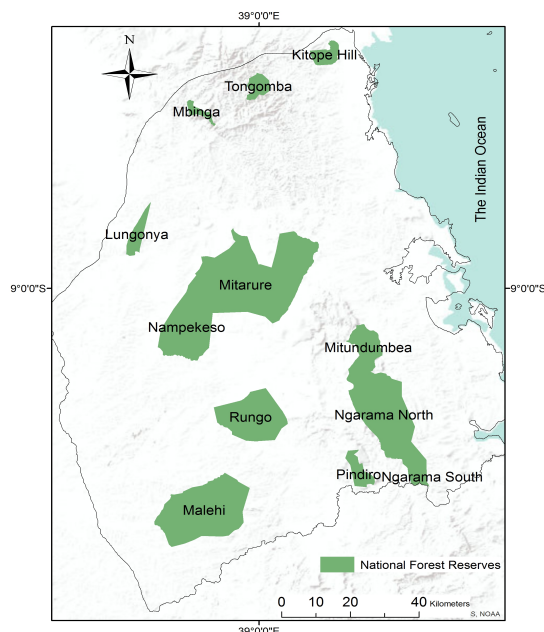 39°0'0"E
N
Kitope Hill
Tongomba
Mbinga
The Indian Ocean
Lungonya
9°0'0"S
9°0'0"S
Mitarure
Nampekeso
Mitundumbea
Rungo
Ngarama North
Pindiro
Ngarama South
Malehi
National Forest Reserves
0 10 20 40 Kilometers
S, NOAA
39°0'0"E